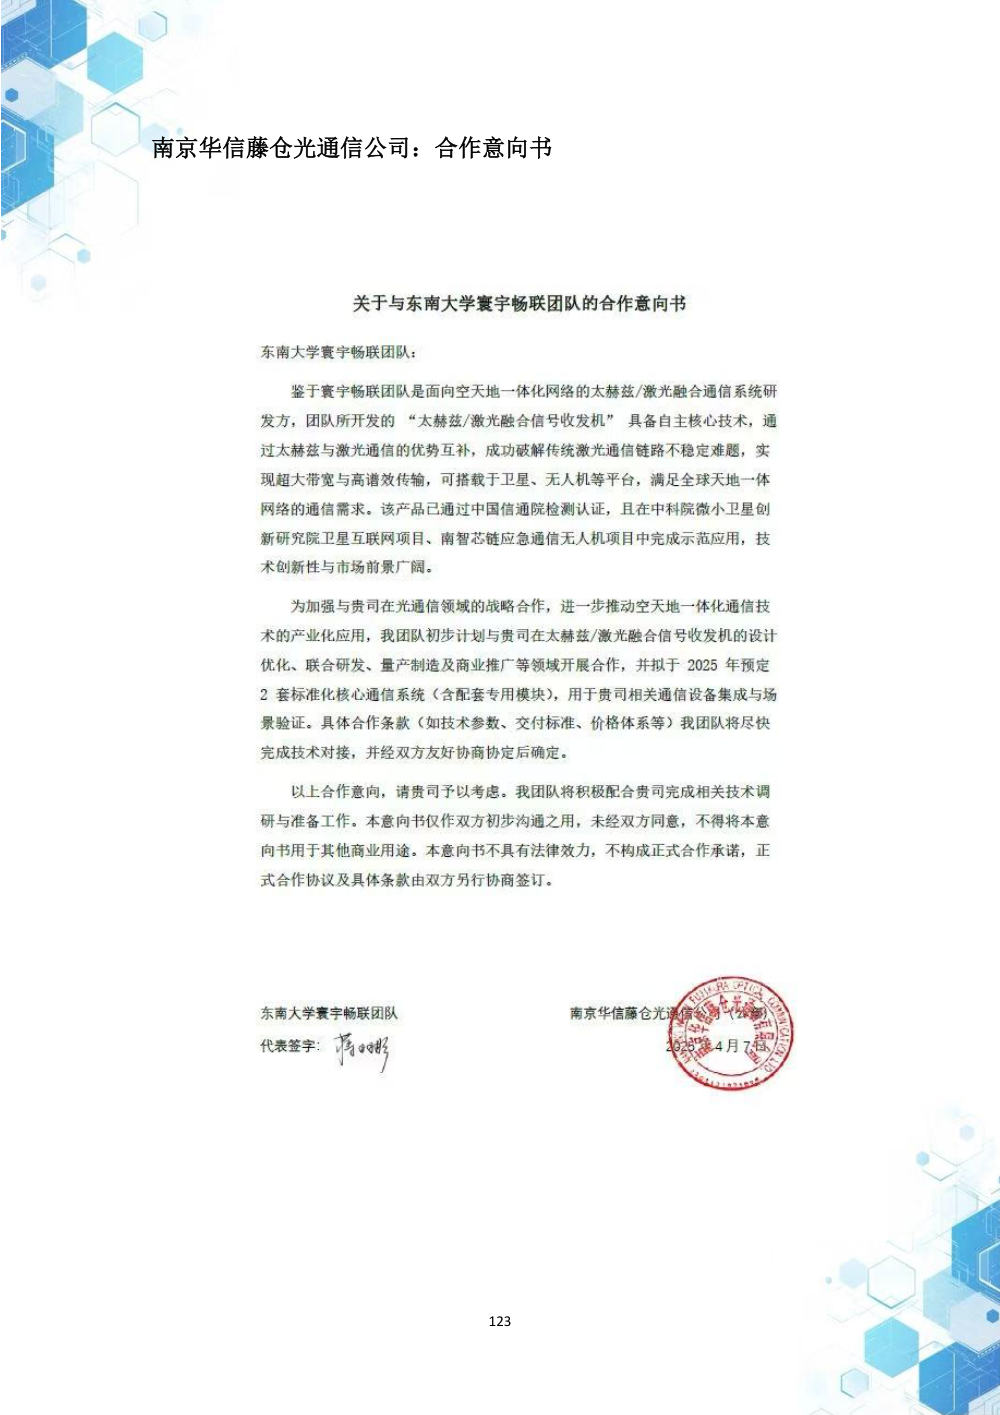 南京华信藤仓光通信公司：合作意向书
关于与东南大学寰宇畅联团队的合作意向书
东南大学寰宇畅联团队：
鉴于寰宇畅联团队是面向空天地一体化网络的太赫兹/激光融合通信系统研
发方，团队所开发的“太赫兹/激光融合信号收发机”具备自主核心技术，通
过太赫兹与激光通信的优势互补，成功破解传统激光通信链路不稳定难题，实
现超大带宽与高谱效传输，可搭载于卫星、无人机等平台，满足全球天地一体
网络的通信需求。该产品已通过中国信通院检测认证，且在中科院微小卫星创
新研究院卫星互联网项目、南智芯链应急通信无人机项目中完成示范应用，技
术创新性与市场前景广阔。
为加强与贵司在光通信领域的战略合作，进一步推动空天地一体化通信技
术的产业化应用，我团队初步计划与贵司在太赫兹/激光融合信号收发机的设计
优化、联合研发、量产制造及商业推广等领域开展合作，并拟于 2025 年预定
2 套标准化核心通信系统（含配套专用模块），用于贵司相关通信设备集成与场
景验证。具体合作条款（如技术参数、交付标准、价格体系等）我团队将尽快
完成技术对接，并经双方友好协商协定后确定。
以上合作意向，请贵司予以考虑。我团队将积极配合贵司完成相关技术调
研与准备工作。本意向书仅作双方初步沟通之用，未经双方同意，不得将本意
向书用于其他商业用途。本意向书不具有法律效力，不构成正式合作承诺，正
式合作协议及具体条款由双方另行协商签订。
东南大学寰宇畅联团队
南京华信藤仓光通信
代表签字：
4 月 7 日
123